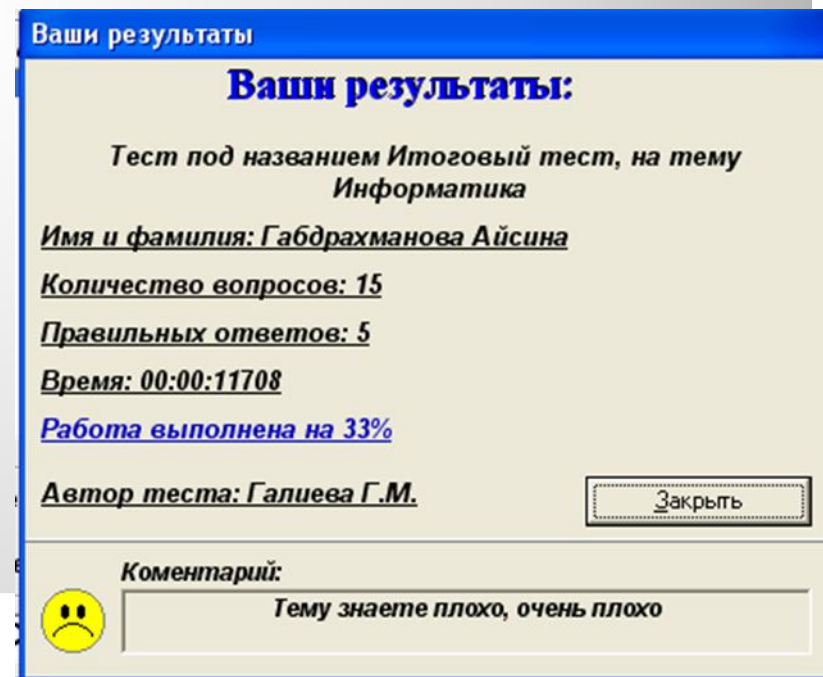 Ваши результаты
Ваши результаты:
Тест под названием Итоговый тест, на тему
Информатика
Имя и фамилия: Габдрахманова Айсина
Количество вопросов: 15
Правильных ответов: 5
Время: 00:00:11708
Работа выполнена на 33%
Автор теста: Галиева Г.М.
Закрыть
Коментарий:
Тему знаете плохо, очень плохо